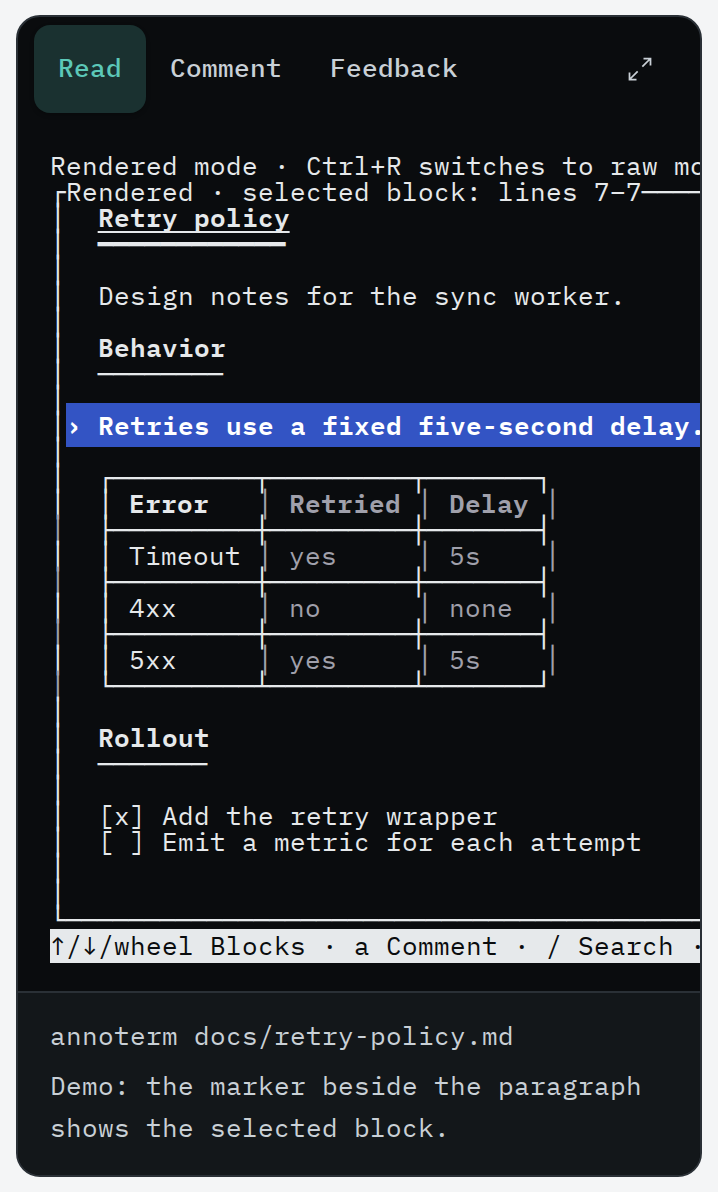 Read Comment Feedback
Rendered mode · Ctrl+R switches to raw
Rendered · selected block: lines 7–7
Retry policy
Design notes for the sync worker.
Behavior
› Retries use a fixed five-second delay.
Error Retried Delay
Timeout yes 5s
4xx no none
5xx yes 5s
Rollout
[x] Add the retry wrapper
[ ] Emit a metric for each attempt
↑/↓/wheel Blocks · a Comment · / Search ·
annoterm docs/retry-policy.md
Demo: the marker beside the paragraph
shows the selected block.